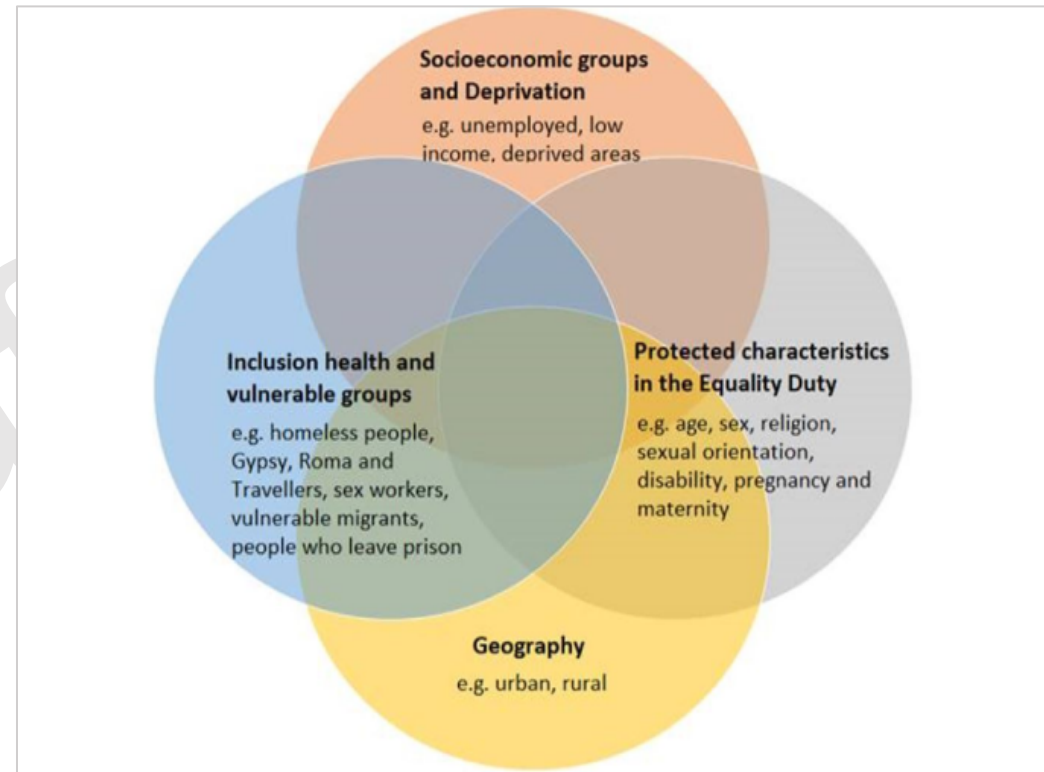 Socioeconomic groups
and Deprivation
e.g. unemployed, low
income, deprived areas
Inclusion health and
vulnerable groups
e.g. homeless people,
Gypsy, Roma and
Travellers, sex workers,
vulnerable migrants,
people who leave prison
Protected characteristics
in the Equality Duty
e.g. age, sex, religion,
sexual orientation,
disability, pregnancy and
maternity
Geography
e.g. urban, rural